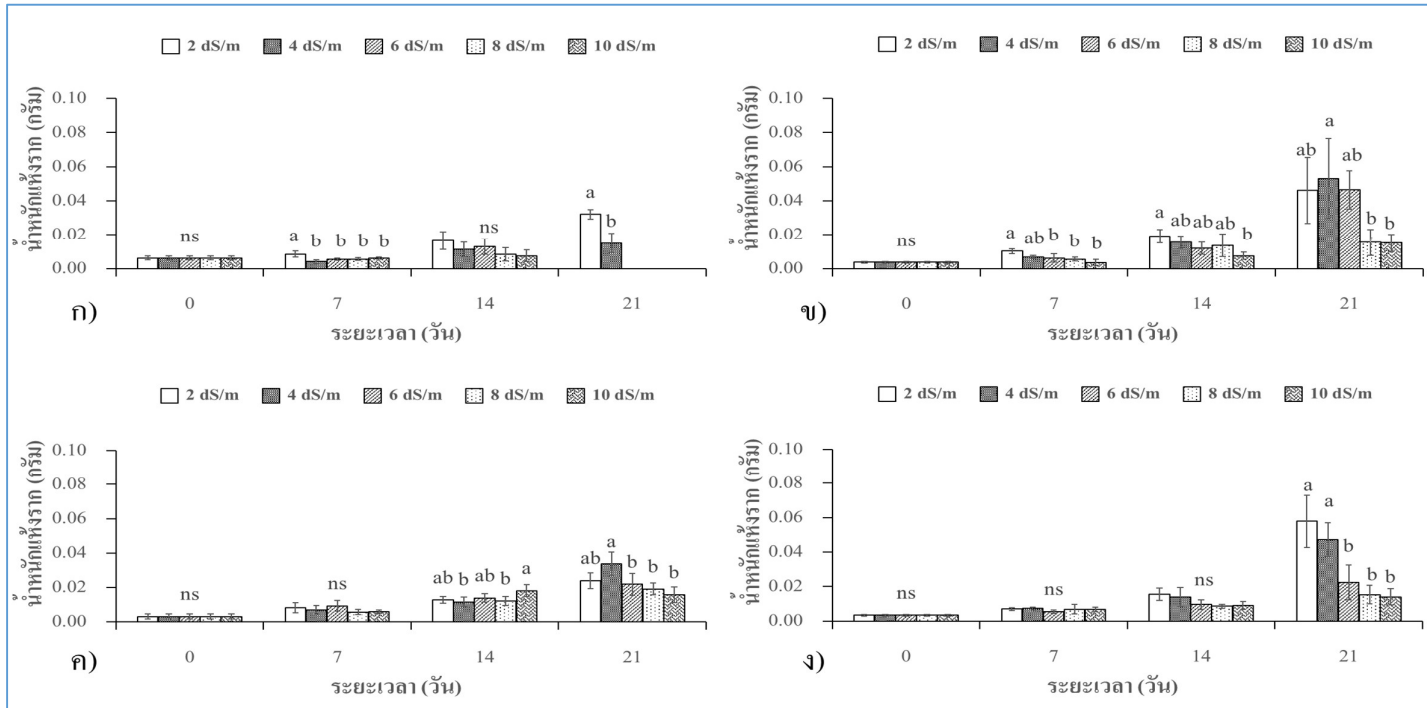 2 dS/m 4 dS/m 6 dS/m 8 dS/m 10 dS/m
น้ำหนักแห้งราก (กรัม)
0.10
0.08
0.06
0.04
0.02
0.00
ns
a b b b b
ns
a b
0 7 14 21
ก)
ระยะเวลา (วัน)
2 dS/m 4 dS/m 6 dS/m 8 dS/m 10 dS/m
น้ำหนักแห้งราก (กรัม)
0.10
0.08
0.06
0.04
0.02
0.00
ns
a ab b b b
a ab ab ab b
ab a ab b b
0 7 14 21
ข)
ระยะเวลา (วัน)
2 dS/m 4 dS/m 6 dS/m 8 dS/m 10 dS/m
น้ำหนักแห้งราก (กรัม)
0.10
0.08
0.06
0.04
0.02
0.00
ns
ns
ab b ab b a
ab a b b b
0 7 14 21
ค)
ระยะเวลา (วัน)
2 dS/m 4 dS/m 6 dS/m 8 dS/m 10 dS/m
น้ำหนักแห้งราก (กรัม)
0.10
0.08
0.06
0.04
0.02
0.00
ns
ns
ns
a a b b b
0 7 14 21
ง)
ระยะเวลา (วัน)